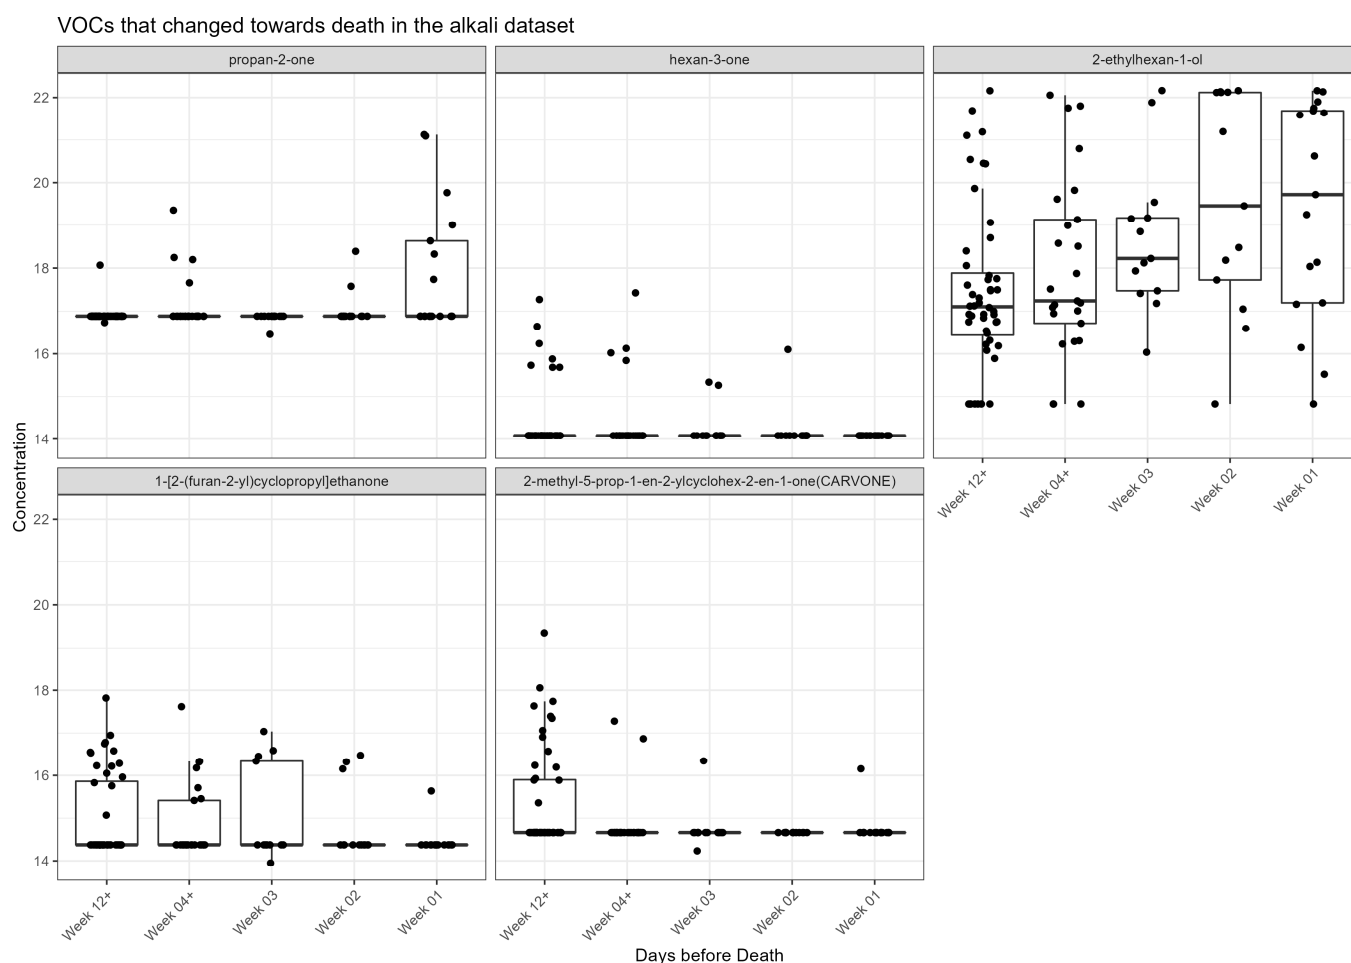 VOCs that changed towards death in the alkali dataset
propan-2-one
hexan-3-one
2-ethylhexan-1-ol
22
20
18
16
14
Week 12+
Week 04+
Week 03
Week 02
Week 01
Concentration
1-[2-(furan-2-yl)cyclopropyl]ethanone
2-methyl-5-prop-1-en-2-ylcyclohex-2-en-1-one(CARVONE)
22
20
18
16
14
Week 12+
Week 04+
Week 03
Week 02
Week 01
Week 12+
Week 04+
Week 03
Week 02
Week 01
Days before Death